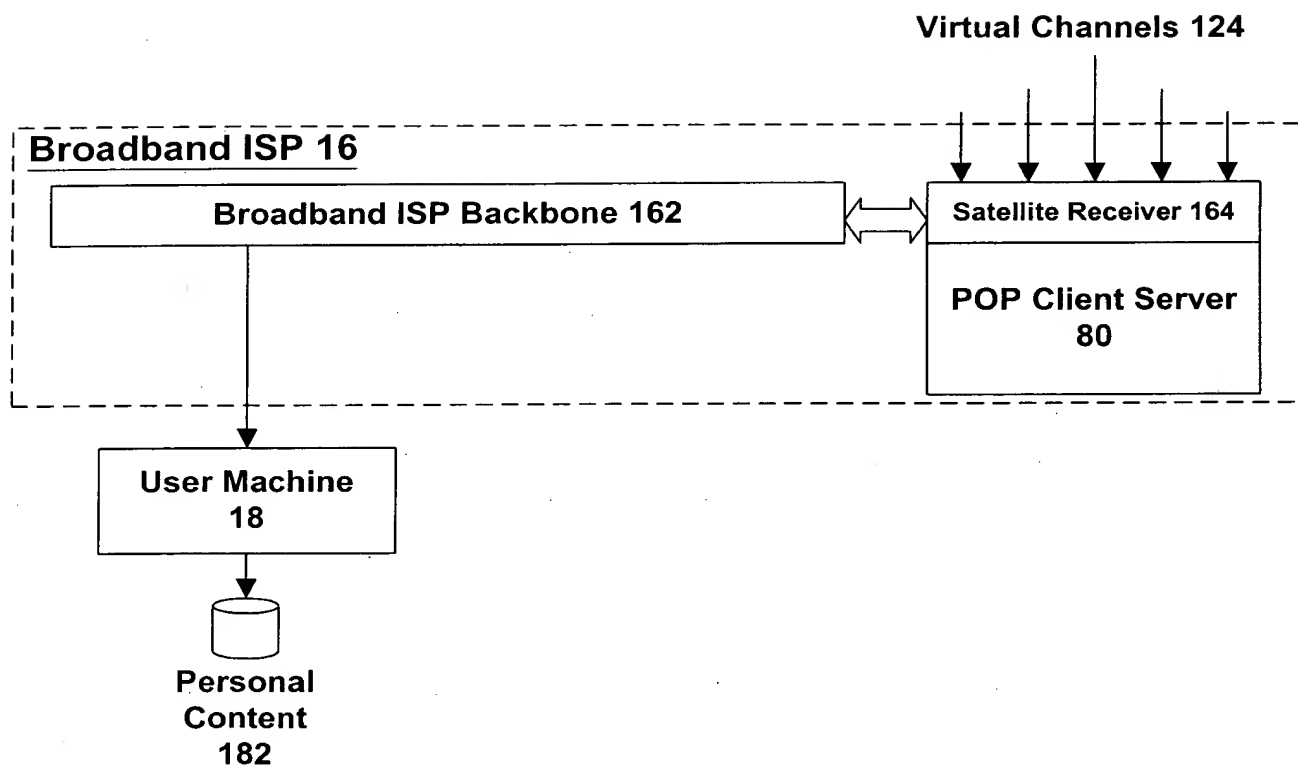 Virtual Channels 124
Broadband ISP 16
Broadband ISP Backbone 162
Satellite Receiver 164
POP Client Server
80
User Machine
18
Personal
Content
182